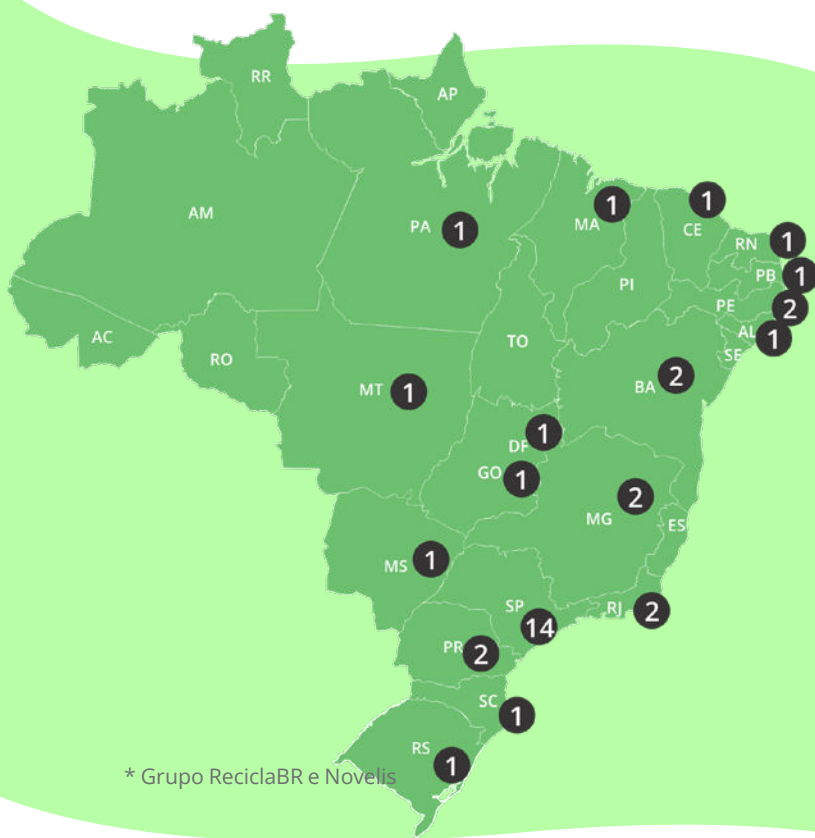 RR
AP
AM
PA 1
MA 1
CE 1
RN 1
PB 1
PI
PE 2
AL 1
SE
AC
RO
TO
MT 1
BA 2
DF 1
GO 1
MG 2
ES
MS 1
SP 14
RJ 2
PR 2
SC 1
RS 1
* Grupo ReciclaBR e Novelis